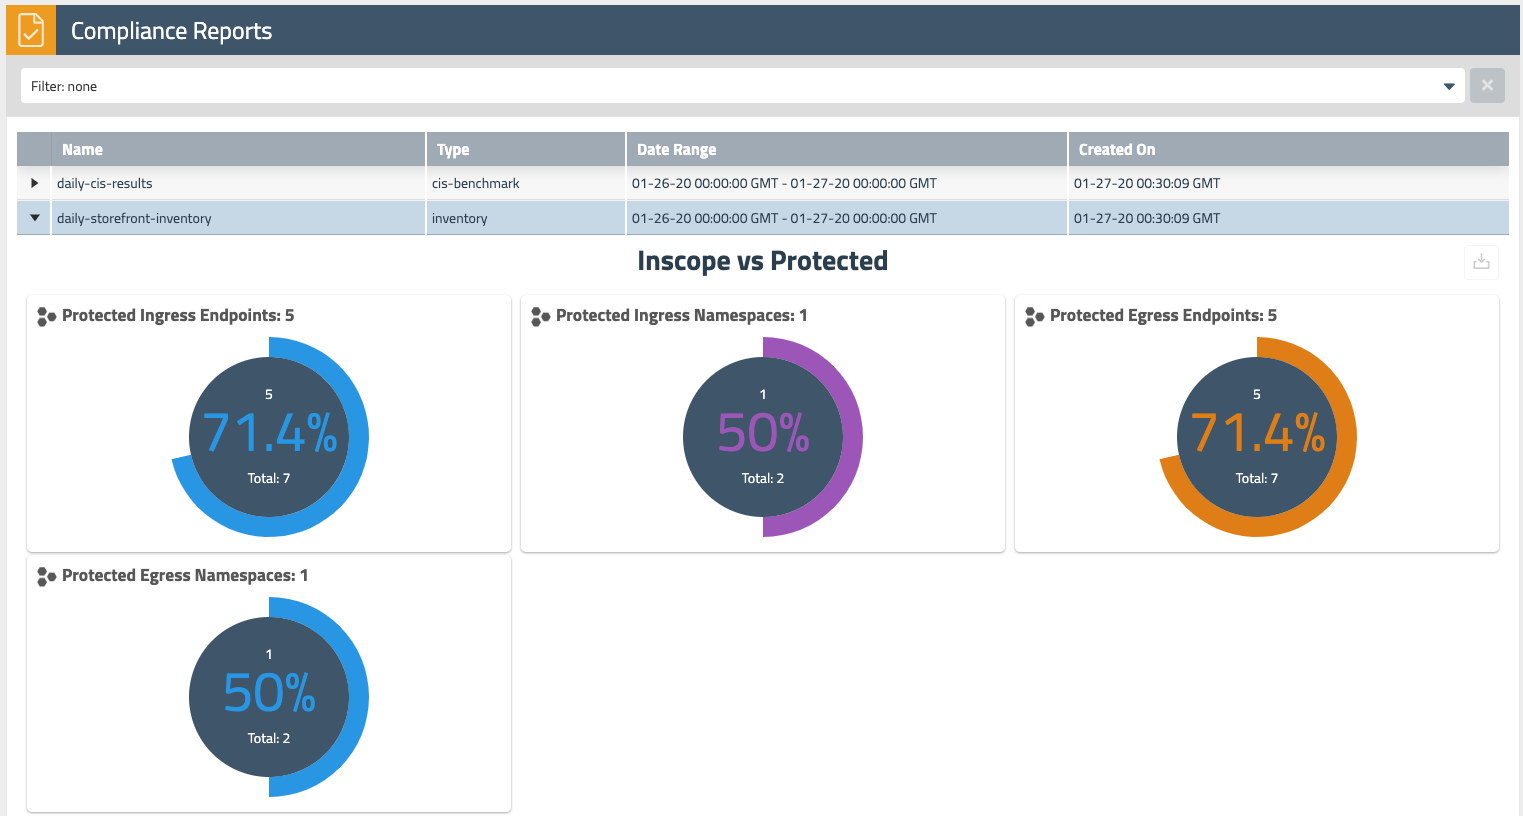 Compliance Reports
Filter: none
Name Type Date Range Created On
daily-cis-results cis-benchmark 01-26-20 00:00:00 GMT - 01-27-20 00:00:00 GMT 01-27-20 00:30:09 GMT
daily-storefront-inventory inventory 01-26-20 00:00:00 GMT - 01-27-20 00:00:00 GMT 01-27-20 00:30:09 GMT
Inscope vs Protected
Protected Ingress Endpoints: 5
5
71.4%
Total: 7
Protected Ingress Namespaces: 1
1
50%
Total: 2
Protected Egress Endpoints: 5
5
71.4%
Total: 7
Protected Egress Namespaces: 1
1
50%
Total: 2